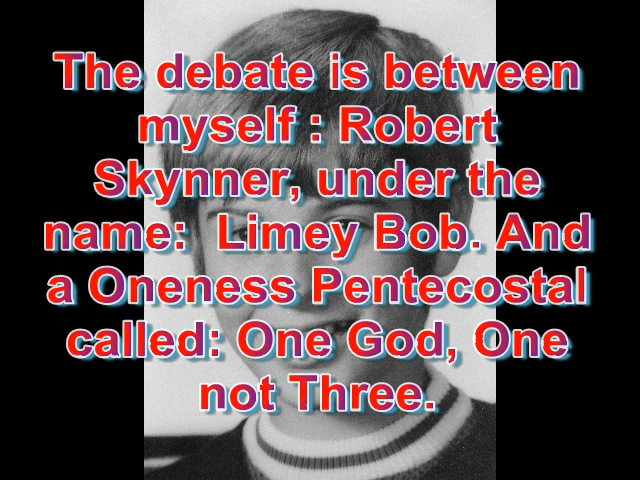 The debate is between
myself : Robert
Skynner, under the
name:  Limey Bob. And
a Oneness Pentecostal
called: One God, One
not Three.